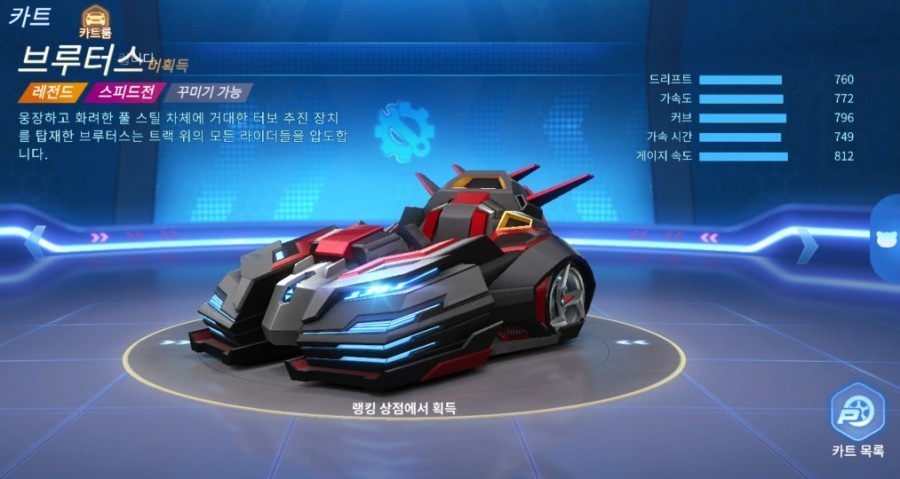 카트
카트룸
브루터스 미획득
레전드 스피드전 꾸미기 가능
웅장하고 화려한 풀 스틸 차체에 거대한 터보 추진 장치
를 탑재한 브루터스는 트랙 위의 모든 라이더들을 압도합
니다.
드리프트 760
가속도 772
커브 796
가속 시간 749
게이지 속도 812
랭킹 상점에서 획득
카트 목록